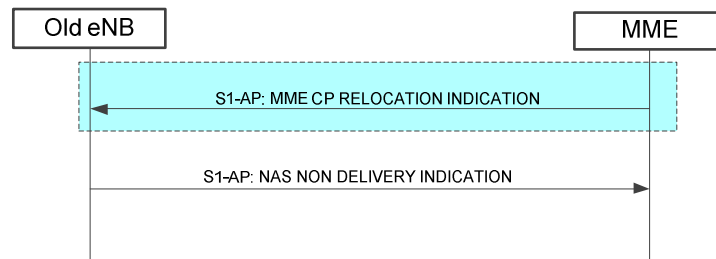 Old eNB
MME
S1-AP: MME CP RELOCATION INDICATION
S1-AP: NAS NON DELIVERY INDICATION